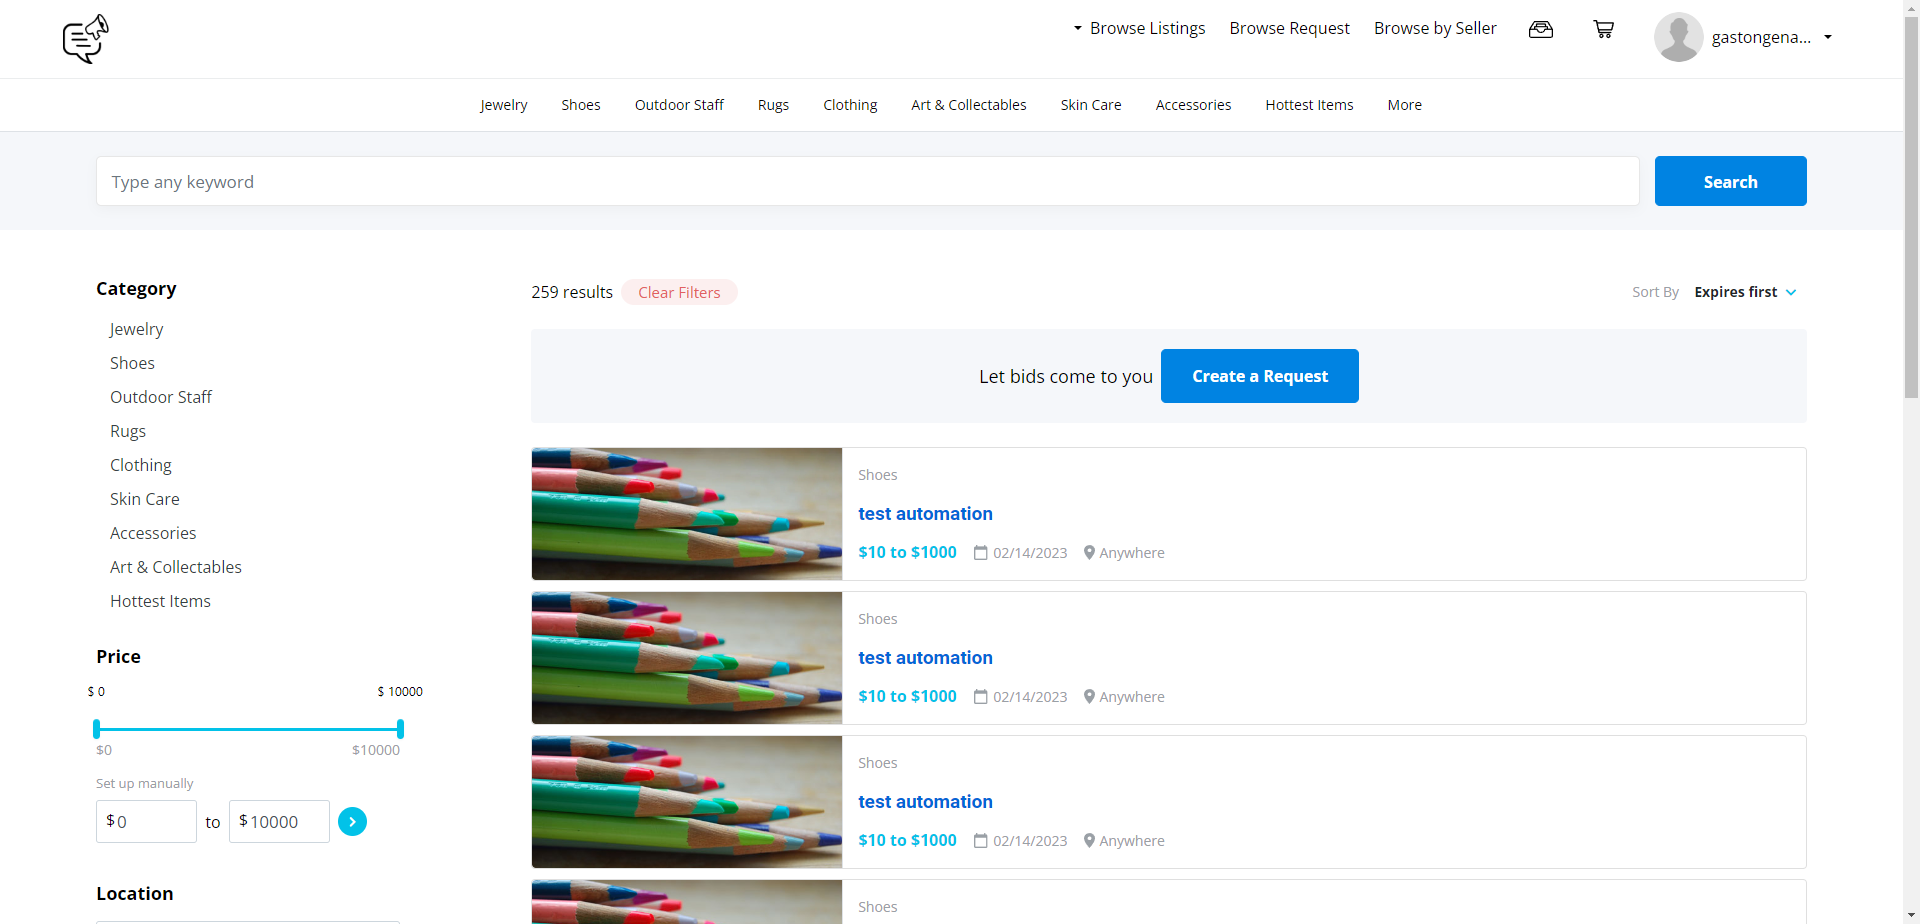 Browse Listings Browse Request Browse by Seller gastongena...
Jewelry Shoes Outdoor Staff Rugs Clothing Art & Collectables Skin Care Accessories Hottest Items More
Type any keyword Search
Category
Jewelry
Shoes
Outdoor Staff
Rugs
Clothing
Skin Care
Accessories
Art & Collectables
Hottest Items
Price
$ 0 $ 10000
$0 $10000
Set up manually
$ 0 to $ 10000
Location
259 results Clear Filters Sort By Expires first
Let bids come to you Create a Request
Shoes
test automation
$10 to $1000 02/14/2023 Anywhere
Shoes
test automation
$10 to $1000 02/14/2023 Anywhere
Shoes
test automation
$10 to $1000 02/14/2023 Anywhere
Shoes